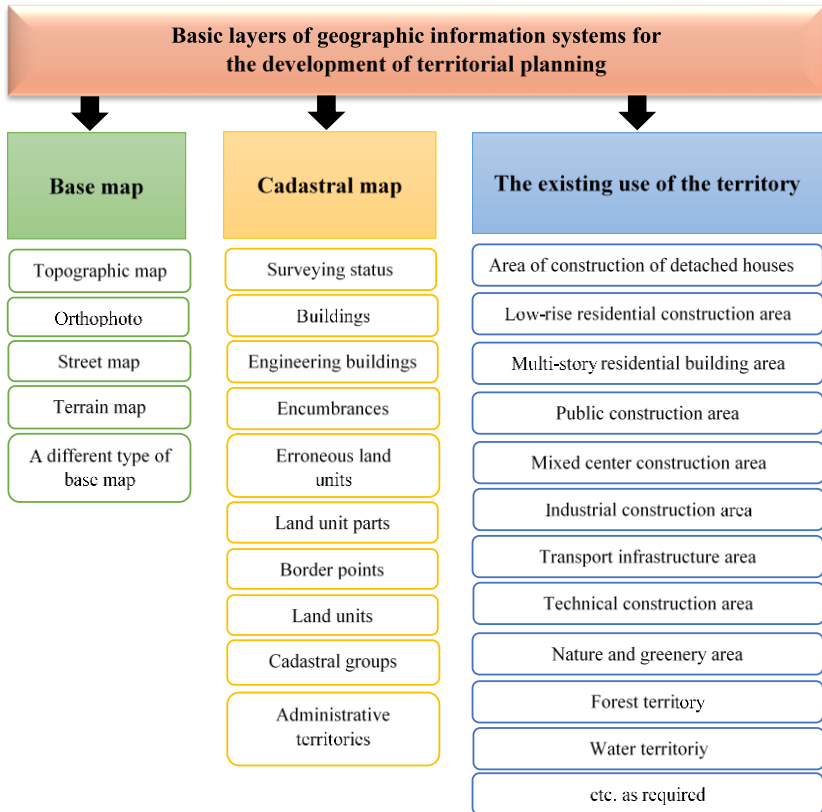 Basic layers of geographic information systems for
the development of territorial planning
Base map
Topographic map
Orthophoto
Street map
Terrain map
A different type of
base map
Cadastral map
Surveying status
Buildings
Engineering buildings
Encumbrances
Erroneous land
units
Land unit parts
Border points
Land units
Cadastral groups
Administrative
territories
The existing use of the territory
Area of construction of detached houses
Low-rise residential construction area
Multi-story residential building area
Public construction area
Mixed center construction area
Industrial construction area
Transport infrastructure area
Technical construction area
Nature and greenery area
Forest territory
Water territoriy
etc. as required